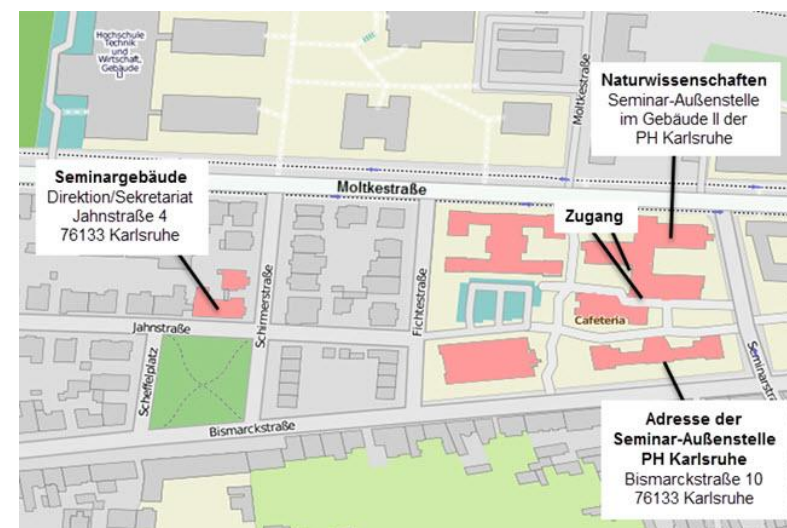 Hochschule
Technik
und
Wirtschaft,
Gebäude
Naturwissenschaften
Seminar-Außenstelle
im Gebäude II der
PH Karlsruhe
Moltkestraße
Seminargebäude
Direktion/Sekretariat
Jahnstraße 4
76133 Karlsruhe
Moltkestraße
Zugang
Schirmerstraße
Fichtestraße
Cafeteria
Jahnstraße
Scheffelplatz
Seminarstra
Bismarckstraße
Adresse der
Seminar-Außenstelle
PH Karlsruhe
Bismarckstraße 10
76133 Karlsruhe